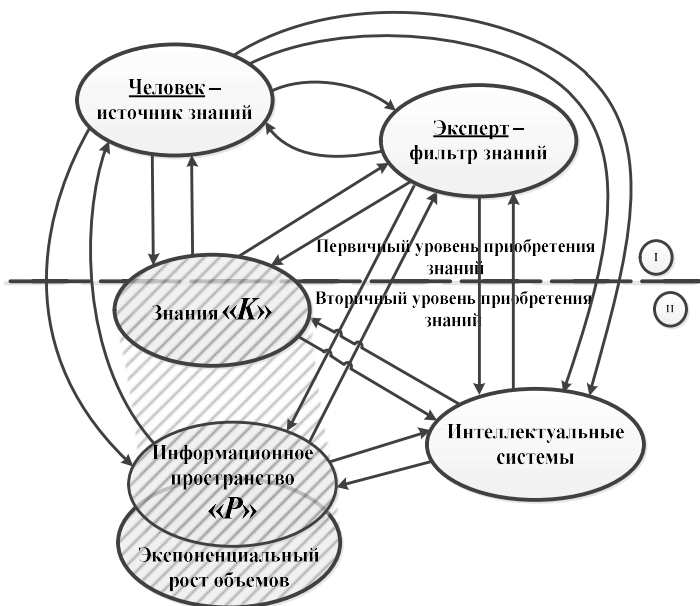 Человек –
источник знаний
Эксперт –
фильтр знаний
Первичный уровень приобретения
знаний
I
Вторичный уровень приобретения
знаний
II
Знания «K»
Интеллектуальные
системы
Информационное
пространство
«P»
Экспоненциальный
рост объемов